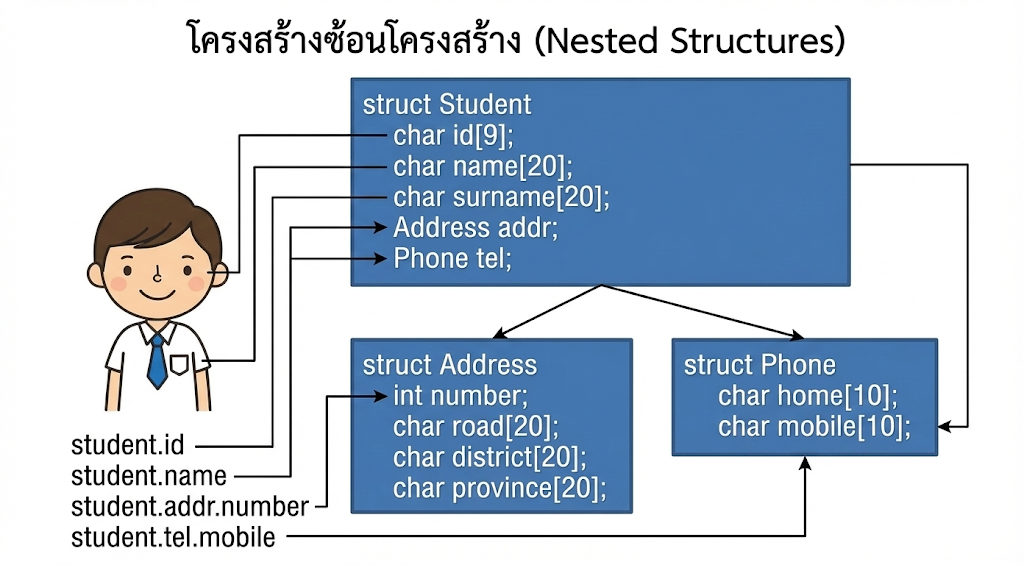 โครงสร้างซ้อนโครงสร้าง (Nested Structures)
struct Student
char id[9];
char name[20];
char surname[20];
Address addr;
Phone tel;
struct Address
int number;
char road[20];
char district[20];
char province[20];
struct Phone
char home[10];
char mobile[10];
student.id
student.name
student.addr.number
student.tel.mobile